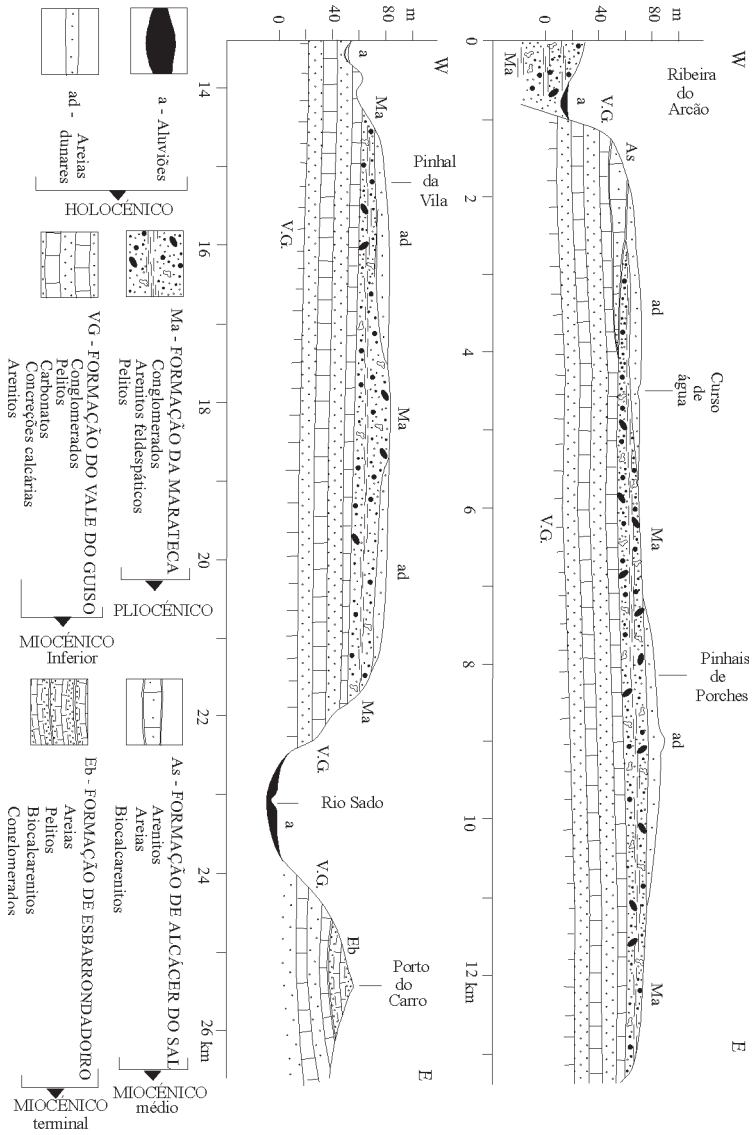 W
E
Ribeira
do
Arcão
Curso
de
água
Pinhais
de
Porches
m
80
40
0
Ma
a
V.G.
As
ad
Ma
ad
Ma
V.G.
0
2
4
6
8
10
12 km
W
E
Pinhal
da
Vila
Rio Sado
Porto
do
Carro
m
80
40
0
a
Ma
ad
Ma
ad
Ma
V.G.
a
V.G.
Eb
V.G.
14
16
18
20
22
24
26 km
a - Aluviões
ad - Areias
dunares
HOLOCÉNICO
Ma - FORMAÇÃO DA MARATECA
Conglomerados
Arenitos feldespáticos
Pelitos
PLIOCÉNICO
VG - FORMAÇÃO DO VALE DO GUISO
Conglomerados
Pelitos
Carbonatos
Concreções calcárias
Arenitos
MIOCÉNICO
Inferior
As - FORMAÇÃO DE ALCÁCER DO SAL
Arenitos
Areias
Biocalcarenitos
MIOCÉNICO
médio
Eb - FORMAÇÃO DE ESBARRONDADOIRO
Areias
Pelitos
Biocalcarenitos
Conglomerados
MIOCÉNICO
terminal